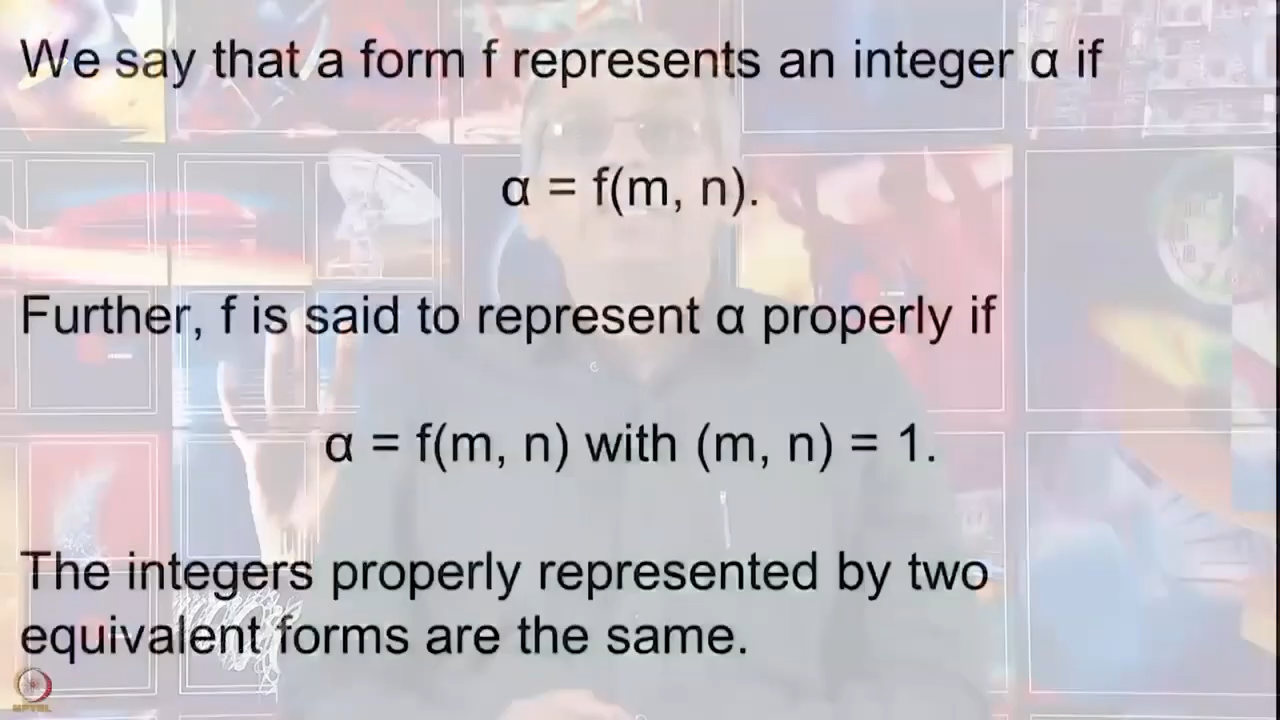 We say that a form f represents an integer α if
α = f(m, n).
Further, f is said to represent α properly if
α = f(m, n) with (m, n) = 1.
The integers properly represented by two
equivalent forms are the same.
NPTEL